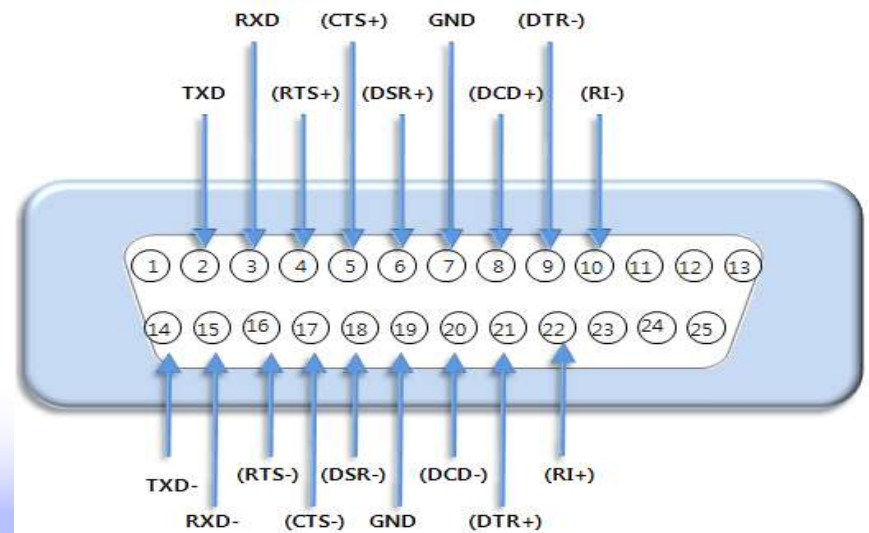 RXD (CTS+) GND (DTR-)
TXD (RTS+) (DSR+) (DCD+) (RI-)
1 2 3 4 5 6 7 8 9 10 11 12 13
14 15 16 17 18 19 20 21 22 23 24 25
TXD- (RTS-) (DSR-) (DCD-) (RI+)
RXD- (CTS-) GND (DTR+)